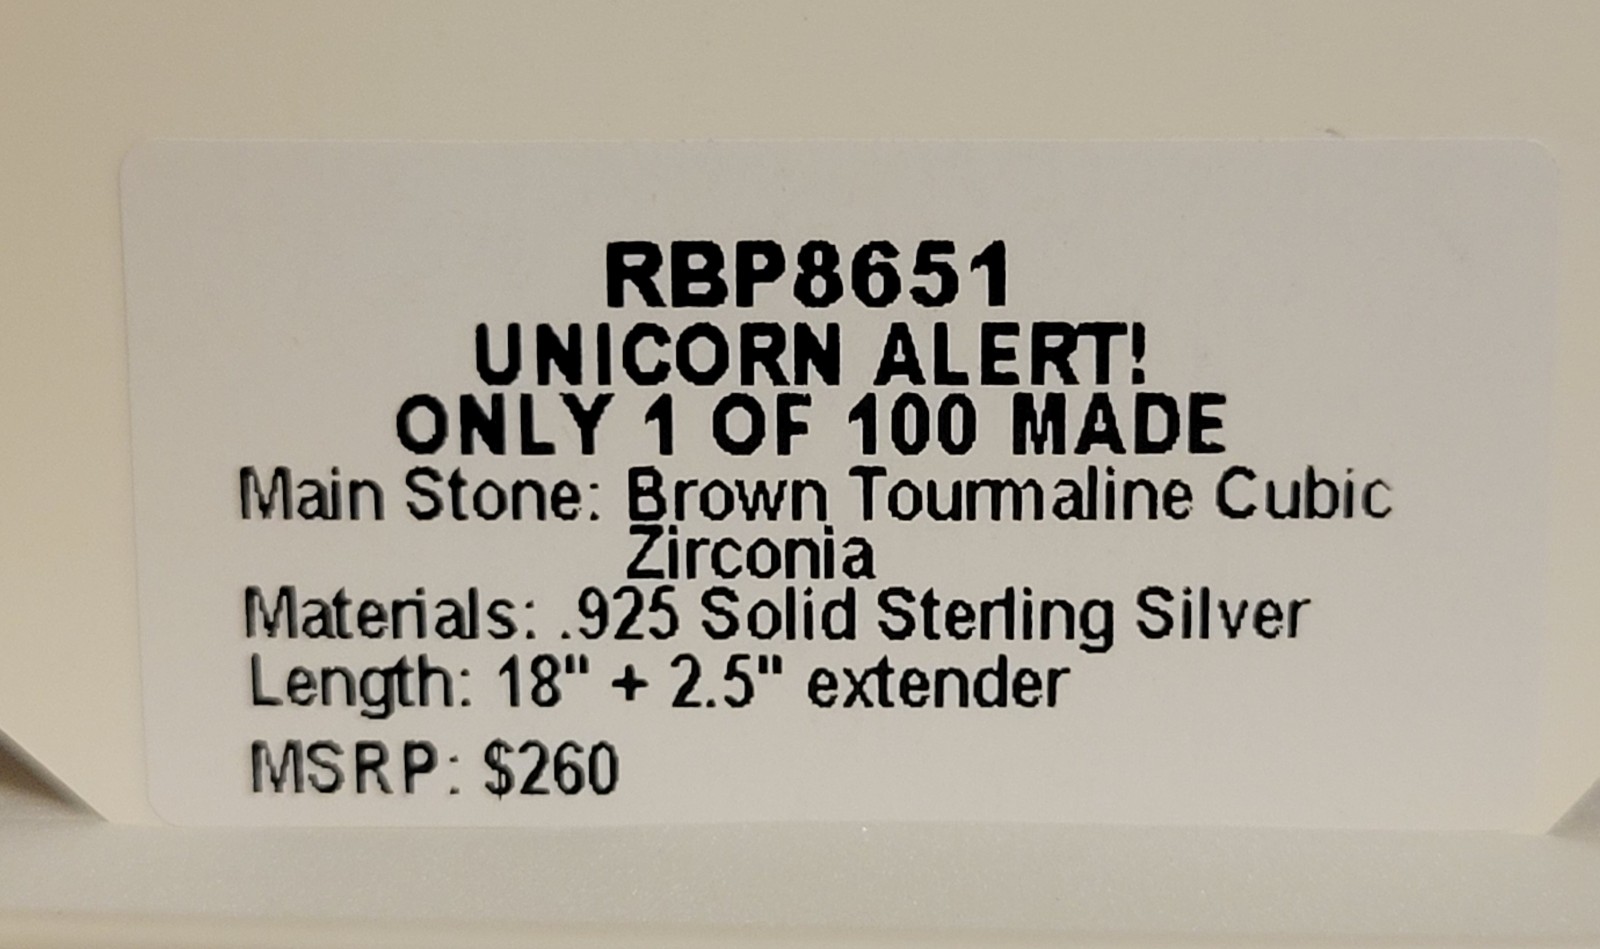 RBP8651
UNICORN ALERT!
ONLY 1 OF 100 MADE
Main Stone: Brown Tourmaline Cubic
Zirconia
Materials: .925 Solid Sterling Silver
Length: 18" + 2.5" extender
MSRP: $260